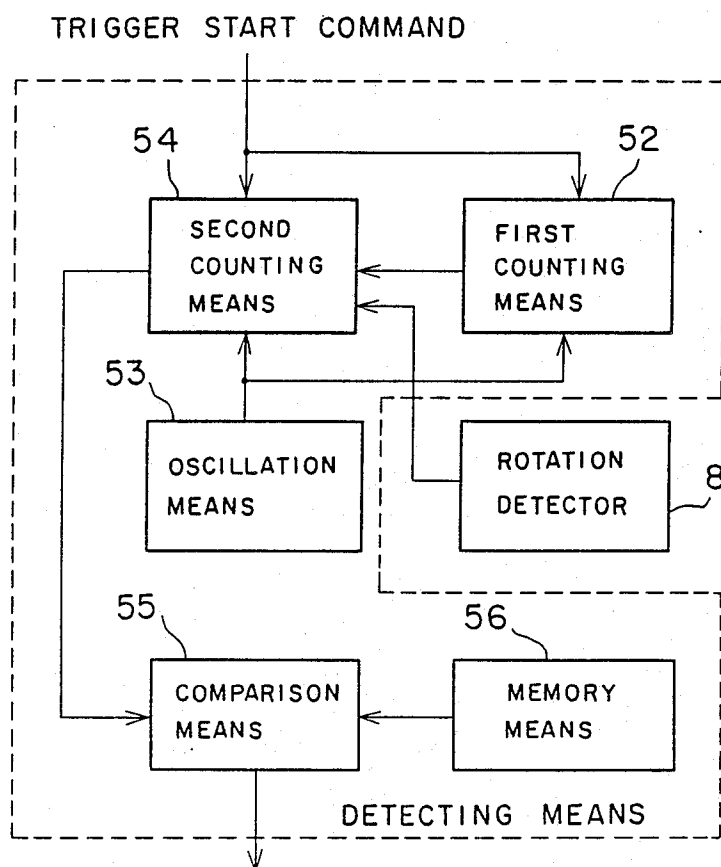 TRIGGER START COMMAND
54
52
SECOND
COUNTING
MEANS
FIRST
COUNTING
MEANS
53
OSCILLATION
MEANS
ROTATION
DETECTOR
8
55
56
COMPARISON
MEANS
MEMORY
MEANS
DETECTING MEANS